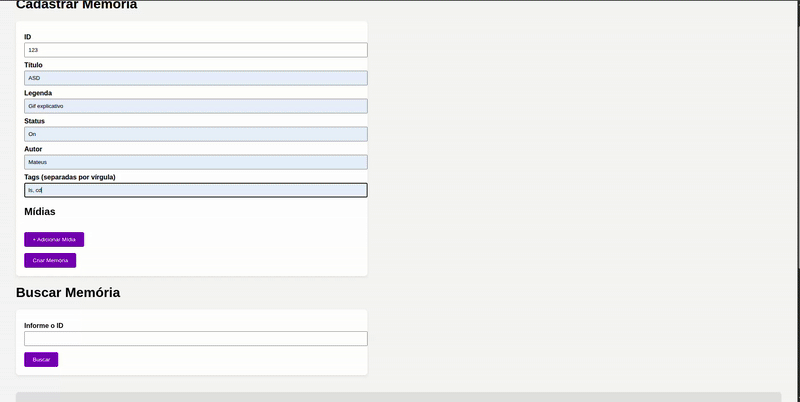 Cadastrar Memória
ID
123
Título
ASD
Legenda
Gif explicativo
Status
On
Autor
Mateus
Tags (separadas por vírgula)
ls, cd
Mídias
+ Adicionar Mídia
Criar Memória
Buscar Memória
Informe o ID
Buscar